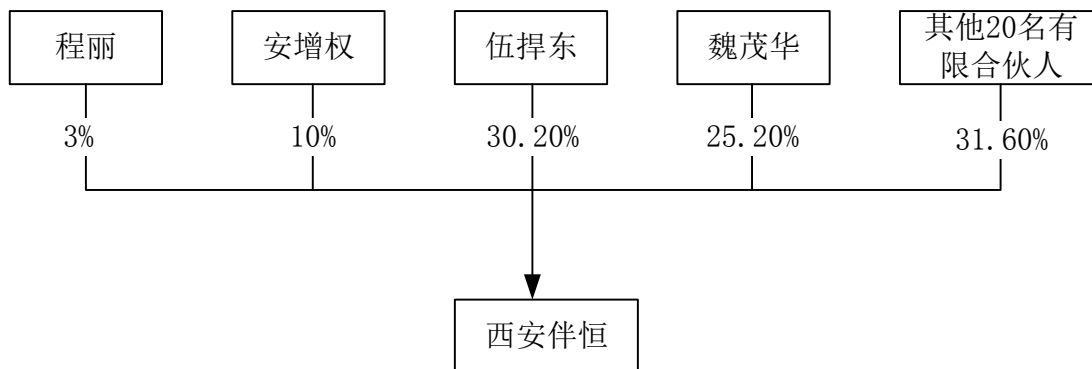 程丽
安增权
伍捍东
魏茂华
其他20名有
限合伙人
3%
10%
30.20%
25.20%
31.60%
西安伴恒